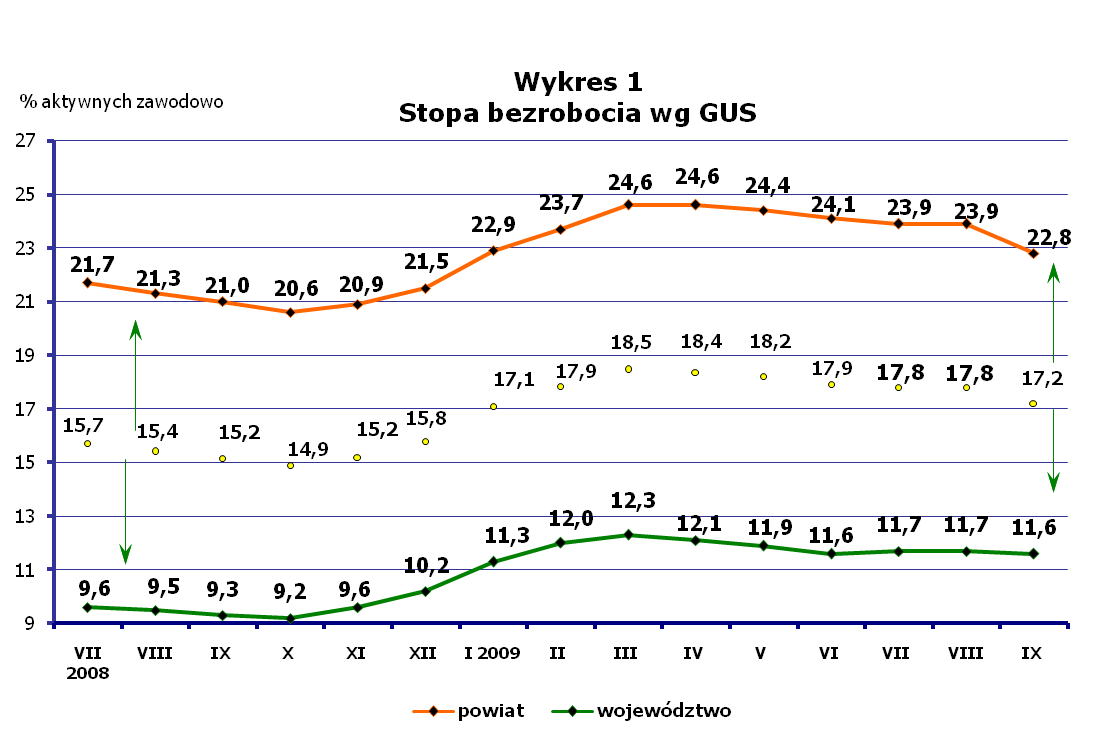 Wykres 1
Stopa bezrobocia wg GUS
% aktywnych zawodowo
27
25
23
21
19
17
15
13
11
9
21,7 21,3 21,0 20,6 20,9 21,5 22,9 23,7 24,6 24,6 24,4 24,1 23,9 23,9 22,8
15,7 15,4 15,2 14,9 15,2 15,8 17,1 17,9 18,5 18,4 18,2 17,9 17,8 17,8 17,2
9,6 9,5 9,3 9,2 9,6 10,2 11,3 12,0 12,3 12,1 11,9 11,6 11,7 11,7 11,6
VII VIII IX X XI XII I 2009 II III IV V VI VII VIII IX
2008
powiat województwo